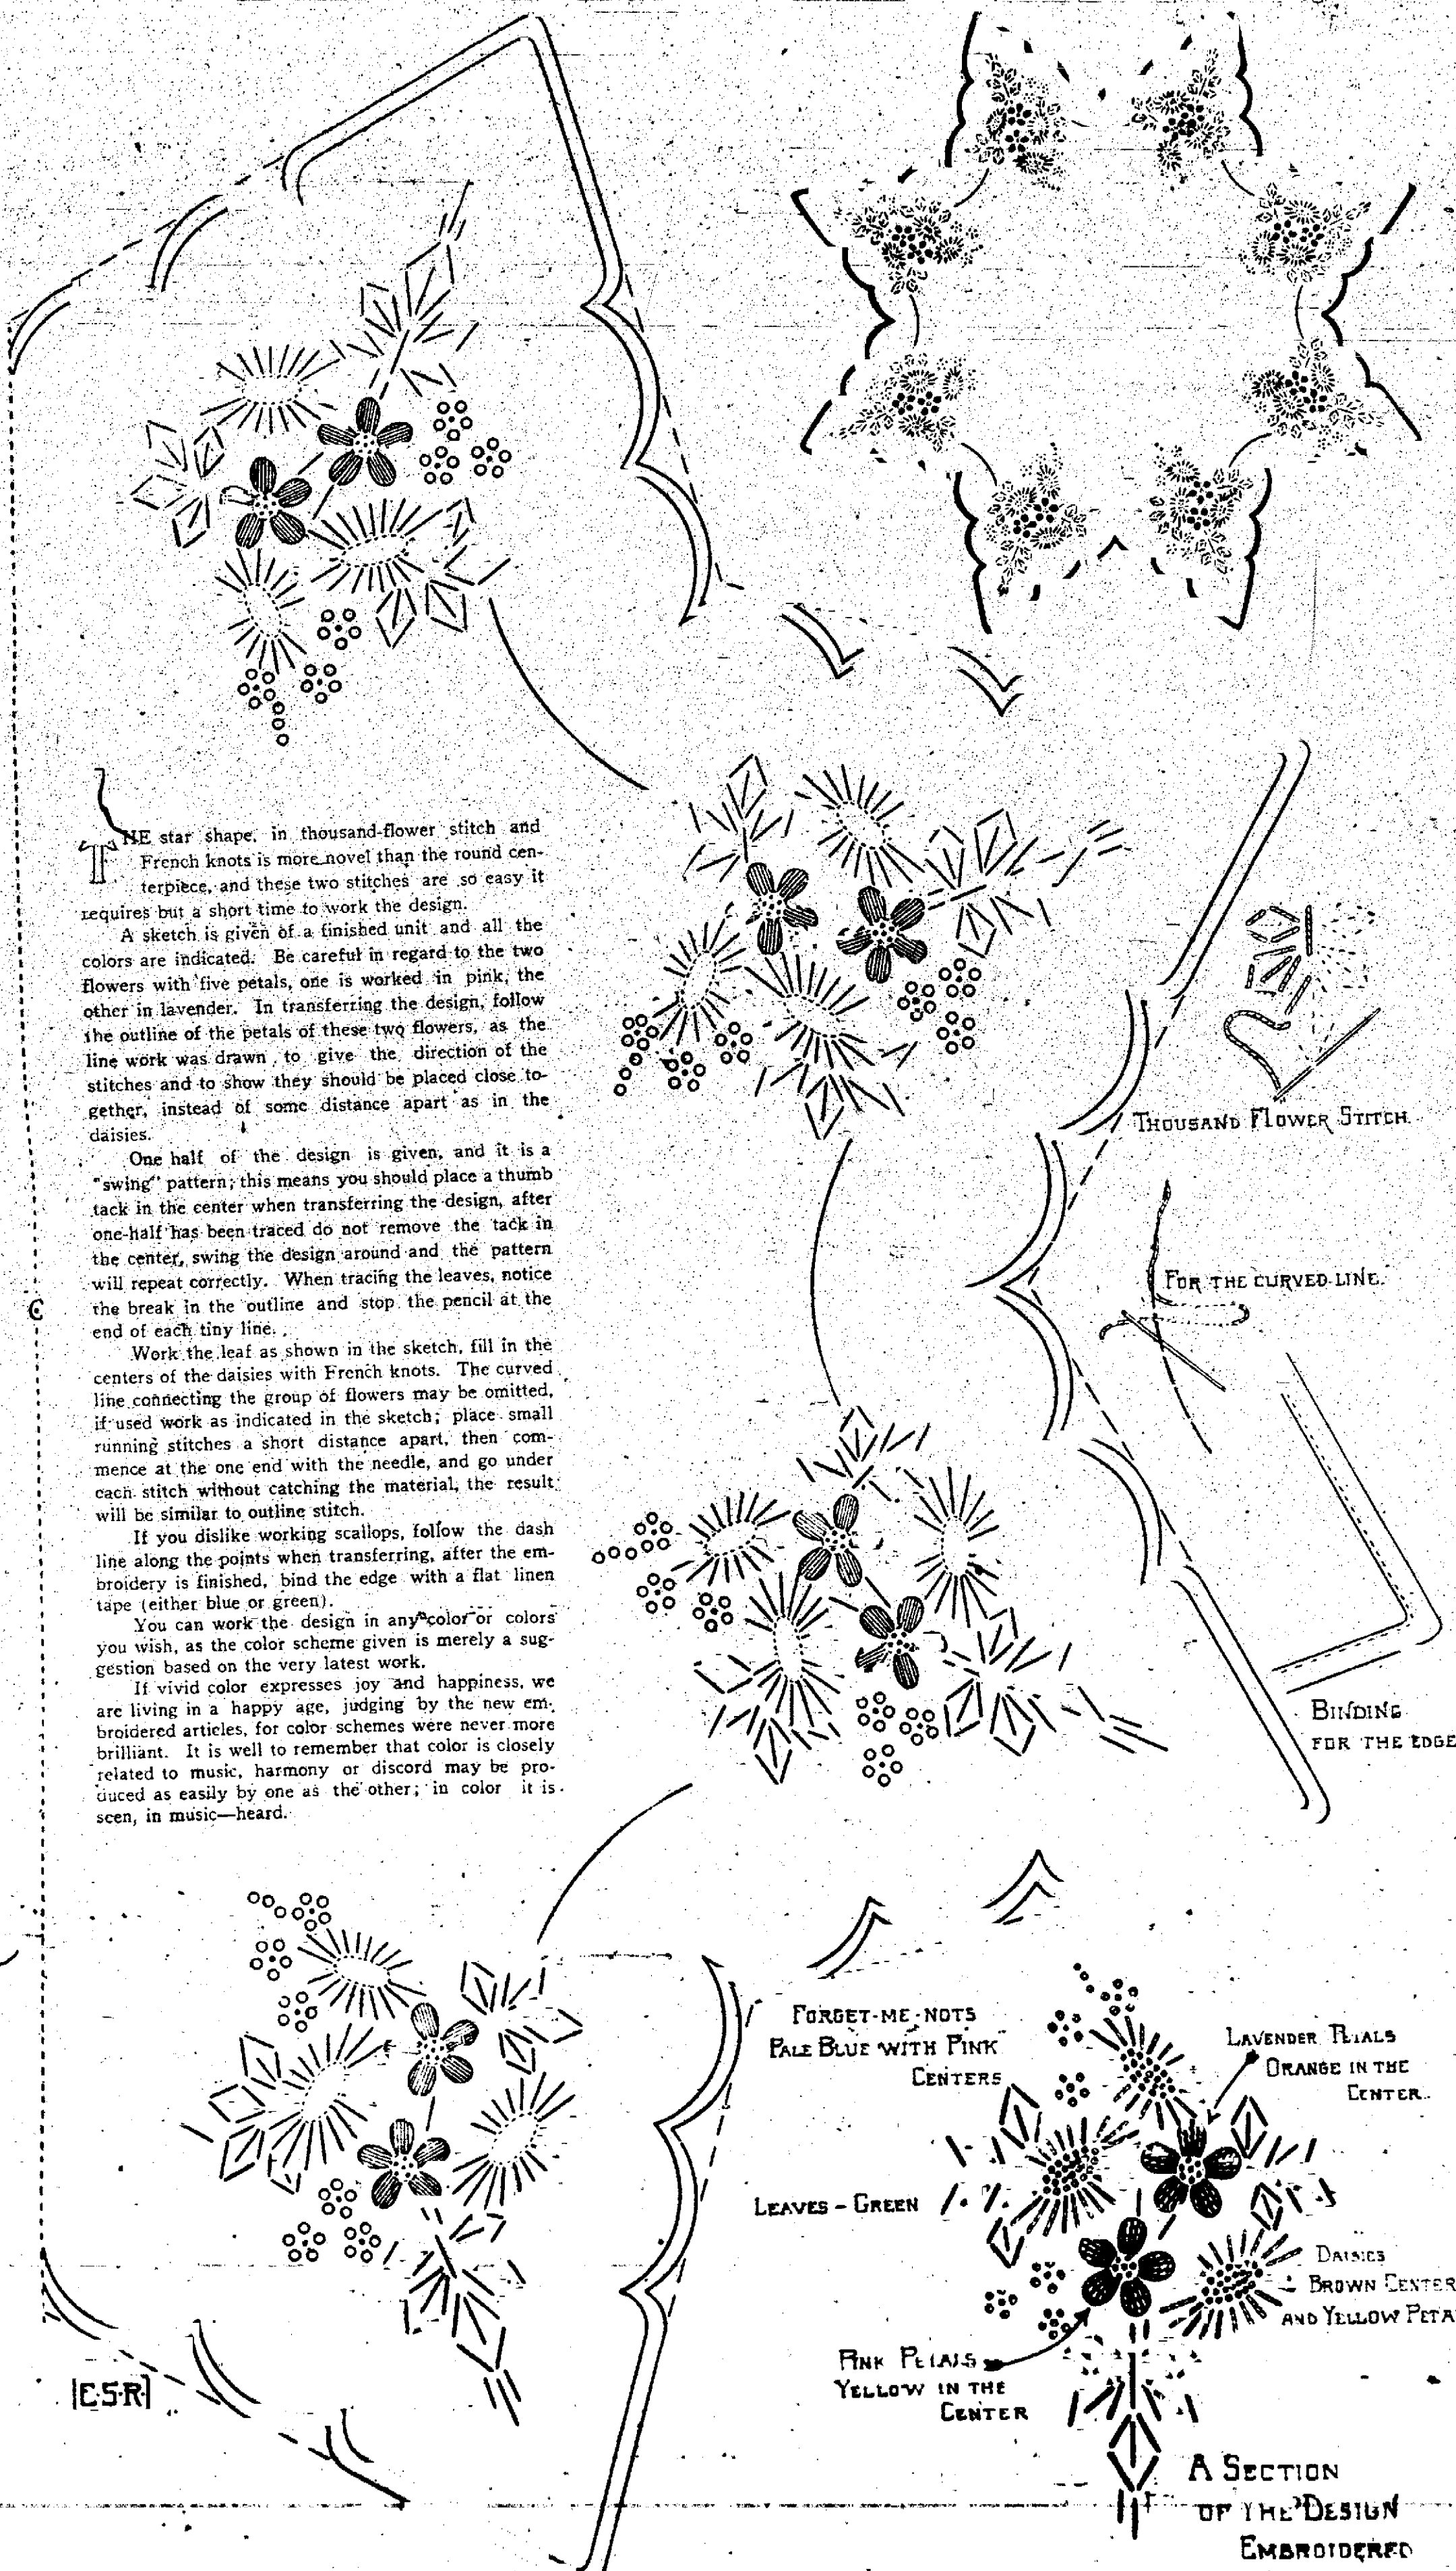 THE star shape, in thousand-flower stitch and
French knots is more novel than the round cen-
terpiece, and these two stitches are so easy it
requires but a short time to work the design.
A sketch is given of a finished unit and all the
colors are indicated. Be careful in regard to the two
flowers with five petals, one is worked in pink, the
other in lavender. In transferring the design, follow
the outline of the petals of these two flowers, as the
line work was drawn to give the direction of the
stitches and to show they should be placed close to-
gether, instead of some distance apart as in the
daisies.
One half of the design is given, and it is a
"swing" pattern; this means you should place a thumb
tack in the center when transferring the design, after
one-half has been traced do not remove the tack in
the center, swing the design around and the pattern
will repeat correctly. When tracing the leaves, notice
the break in the outline and stop the pencil at the
end of each tiny line.
Work the leaf as shown in the sketch, fill in the
centers of the daisies with French knots. The curved
line connecting the group of flowers may be omitted,
if used work as indicated in the sketch; place small
running stitches a short distance apart, then com-
mence at the one end with the needle, and go under
each stitch without catching the material, the result
will be similar to outline stitch.
If you dislike working scallops, follow the dash
line along the points when transferring, after the em-
broidery is finished, bind the edge with a flat linen
tape (either blue or green).
You can work the design in any color or colors
you wish, as the color scheme given is merely a sug-
gestion based on the very latest work.
If vivid color expresses joy and happiness, we
are living in a happy age, judging by the new em-
broidered articles, for color schemes were never more
brilliant. It is well to remember that color is closely
related to music, harmony or discord may be pro-
duced as easily by one as the other; in color it is
seen, in music—heard.
C
THOUSAND FLOWER STITCH
FOR THE CURVED LINE.
BINDING
FOR THE EDGE
FORGET-ME-NOTS
PALE BLUE WITH PINK
CENTERS
LAVENDER PETALS
ORANGE IN THE
CENTER.
LEAVES - GREEN
DAISIES
BROWN CENTER
AND YELLOW PETA
PINK PETALS
YELLOW IN THE
CENTER
C.S.R.
A SECTION
OF THE DESIGN
EMBROIDERED